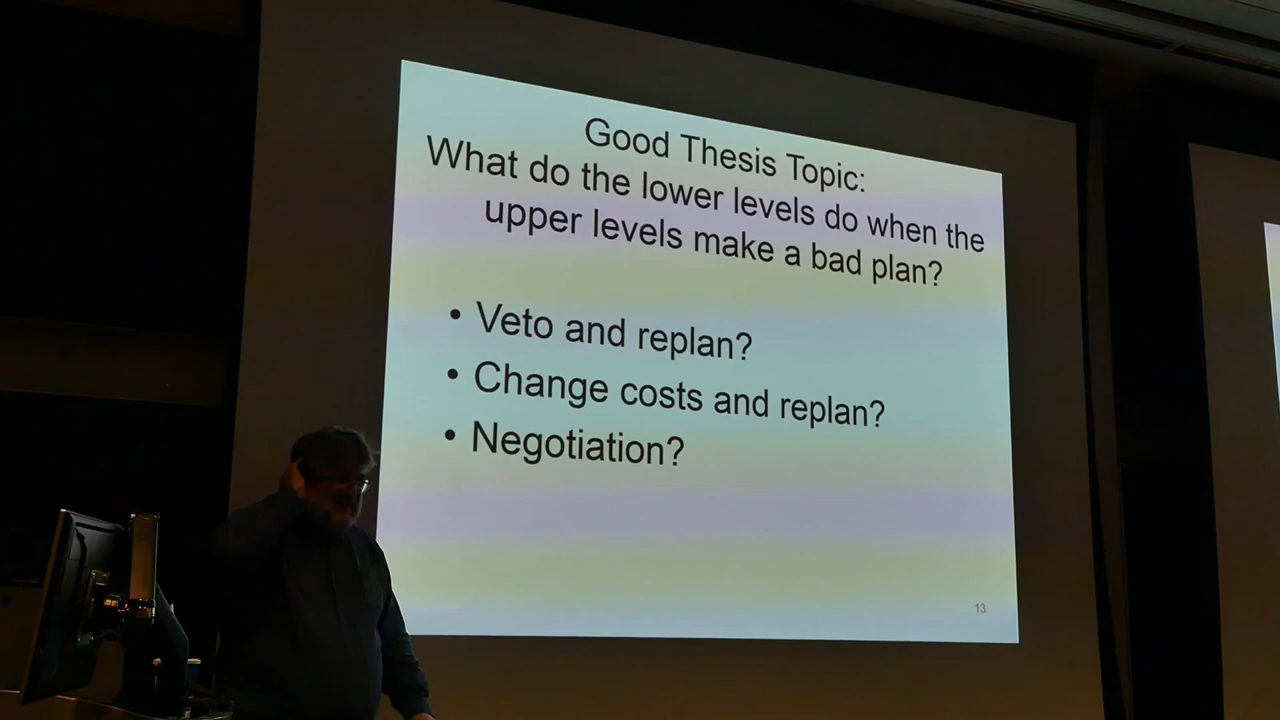 Good Thesis Topic:
What do the lower levels do when the
upper levels make a bad plan?
• Veto and replan?
• Change costs and replan?
• Negotiation?
13